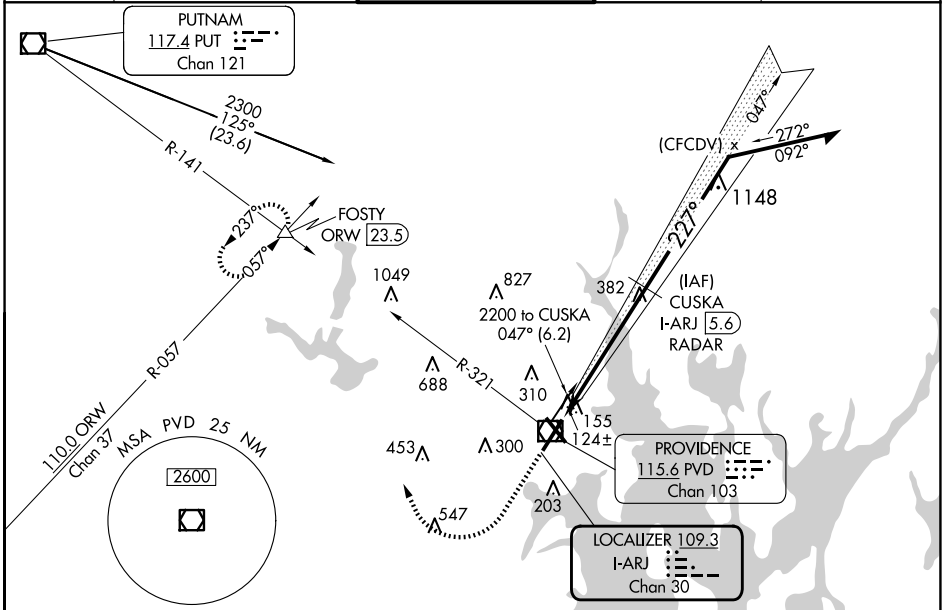 PUTNAM
117.4 PUT
Chan 121
2300
125°
(23.6)
R-141
237°
057°
FOSTY
ORW 23.5
R-057
110.0 ORW
Chan 37
MSA PVD 25 NM
2600
1049
827
2200 to CUSKA
047° (6.2)
R-321
688
310
453
300
547
203
155
124±
382
(IAF)
CUSKA
I-ARJ 5.6
RADAR
227°
047°
(CFCDV) x
272°
092°
1148
PROVIDENCE
115.6 PVD
Chan 103
LOCALIZER 109.3
I-ARJ
Chan 30